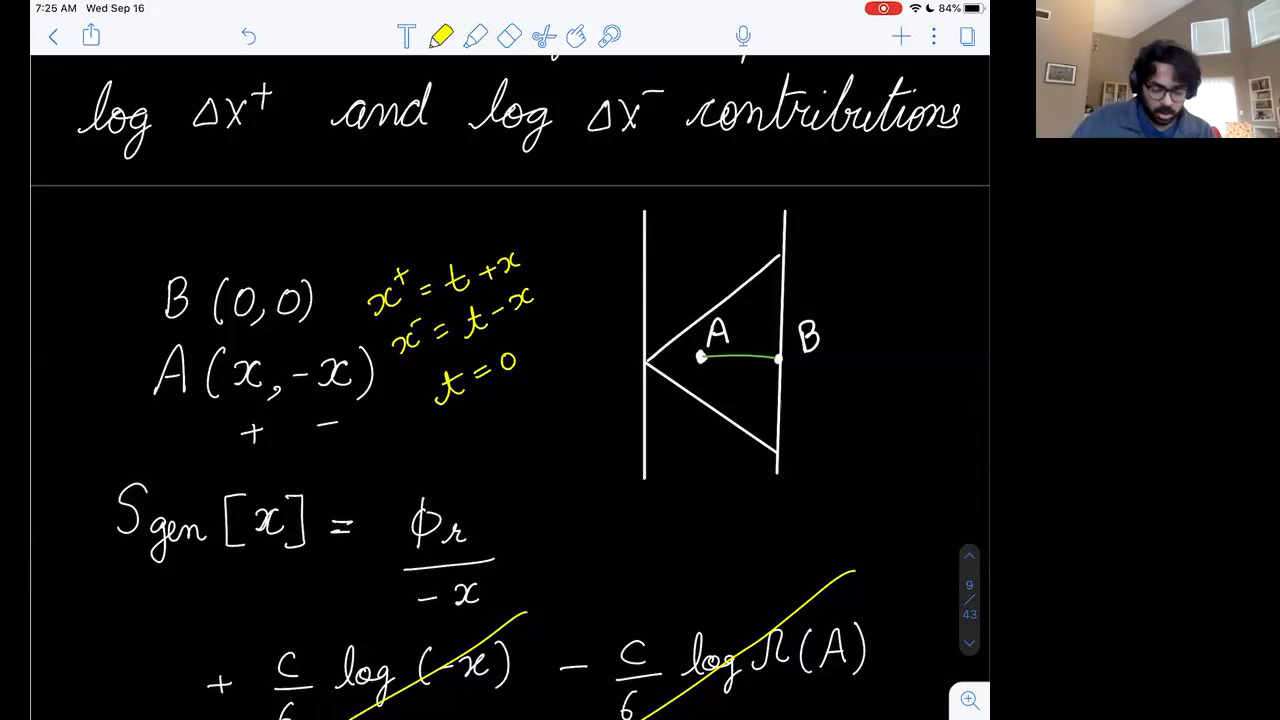 7:25 AM Wed Sep 16
84%
log Δx⁺ and log Δx⁻ contributions
B (0,0)
x⁺ = t + x
x⁻ = t - x
t = 0
A (x, -x)
+ -
A
B
S_gen [x] = ϕ_r / -x
+ c/6 log (-x) - c/6 log Ω(A)
9
/
43